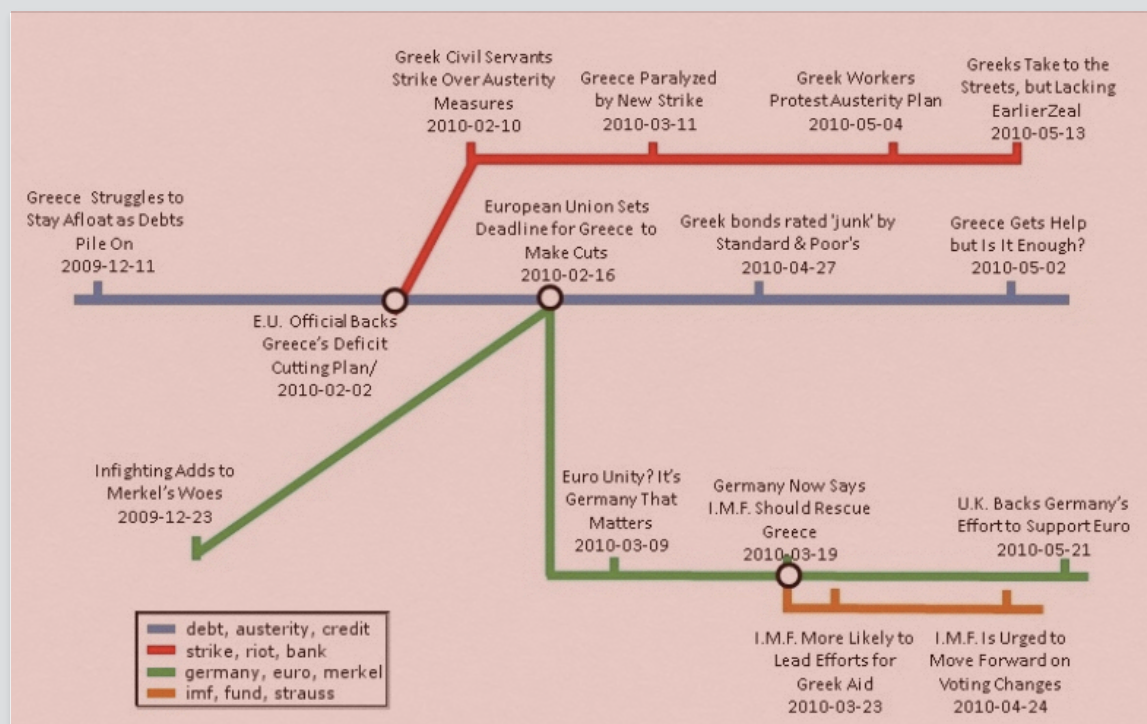 Greek Civil Servants
Strike Over Austerity
Measures
2010-02-10
Greece Paralyzed
by New Strike
2010-03-11
Greek Workers
Protest Austerity Plan
2010-05-04
Greeks Take to the
Streets, but Lacking
EarlierZeal
2010-05-13
Greece Struggles to
Stay Afloat as Debts
Pile On
2009-12-11
European Union Sets
Deadline for Greece to
Make Cuts
2010-02-16
Greek bonds rated 'junk' by
Standard & Poor's
2010-04-27
Greece Gets Help
but Is It Enough?
2010-05-02
E.U. Official Backs
Greece's Deficit
Cutting Plan/
2010-02-02
Infighting Adds to
Merkel's Woes
2009-12-23
Euro Unity? It's
Germany That
Matters
2010-03-09
Germany Now Says
I.M.F. Should Rescue
Greece
2010-03-19
U.K. Backs Germany's
Effort to Support Euro
2010-05-21
I.M.F. More Likely to
Lead Efforts for
Greek Aid
2010-03-23
I.M.F. Is Urged to
Move Forward on
Voting Changes
2010-04-24
debt, austerity, credit
strike, riot, bank
germany, euro, merkel
imf, fund, strauss